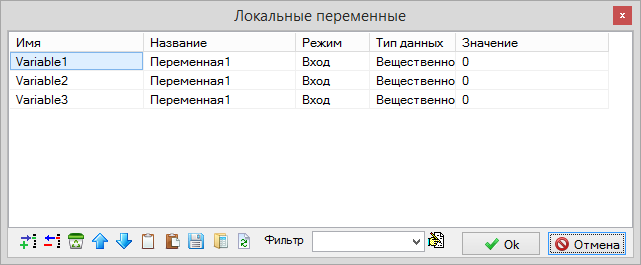 Локальные переменные
Имя Название Режим Тип данных Значение
Variable1 Переменная1 Вход Вещественно 0
Variable2 Переменная1 Вход Вещественно 0
Variable3 Переменная1 Вход Вещественно 0
Фильтр Ok Отмена